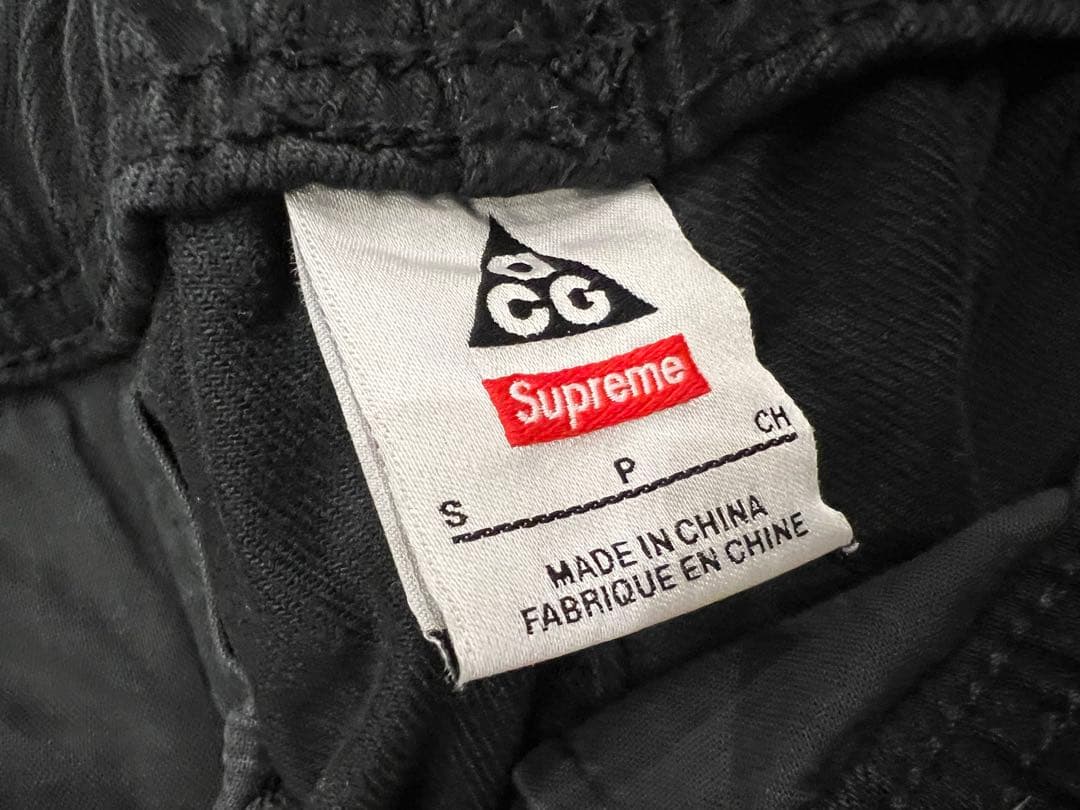 aCG
Supreme
S P CH
MADE IN CHINA
FABRIQUE EN CHINE